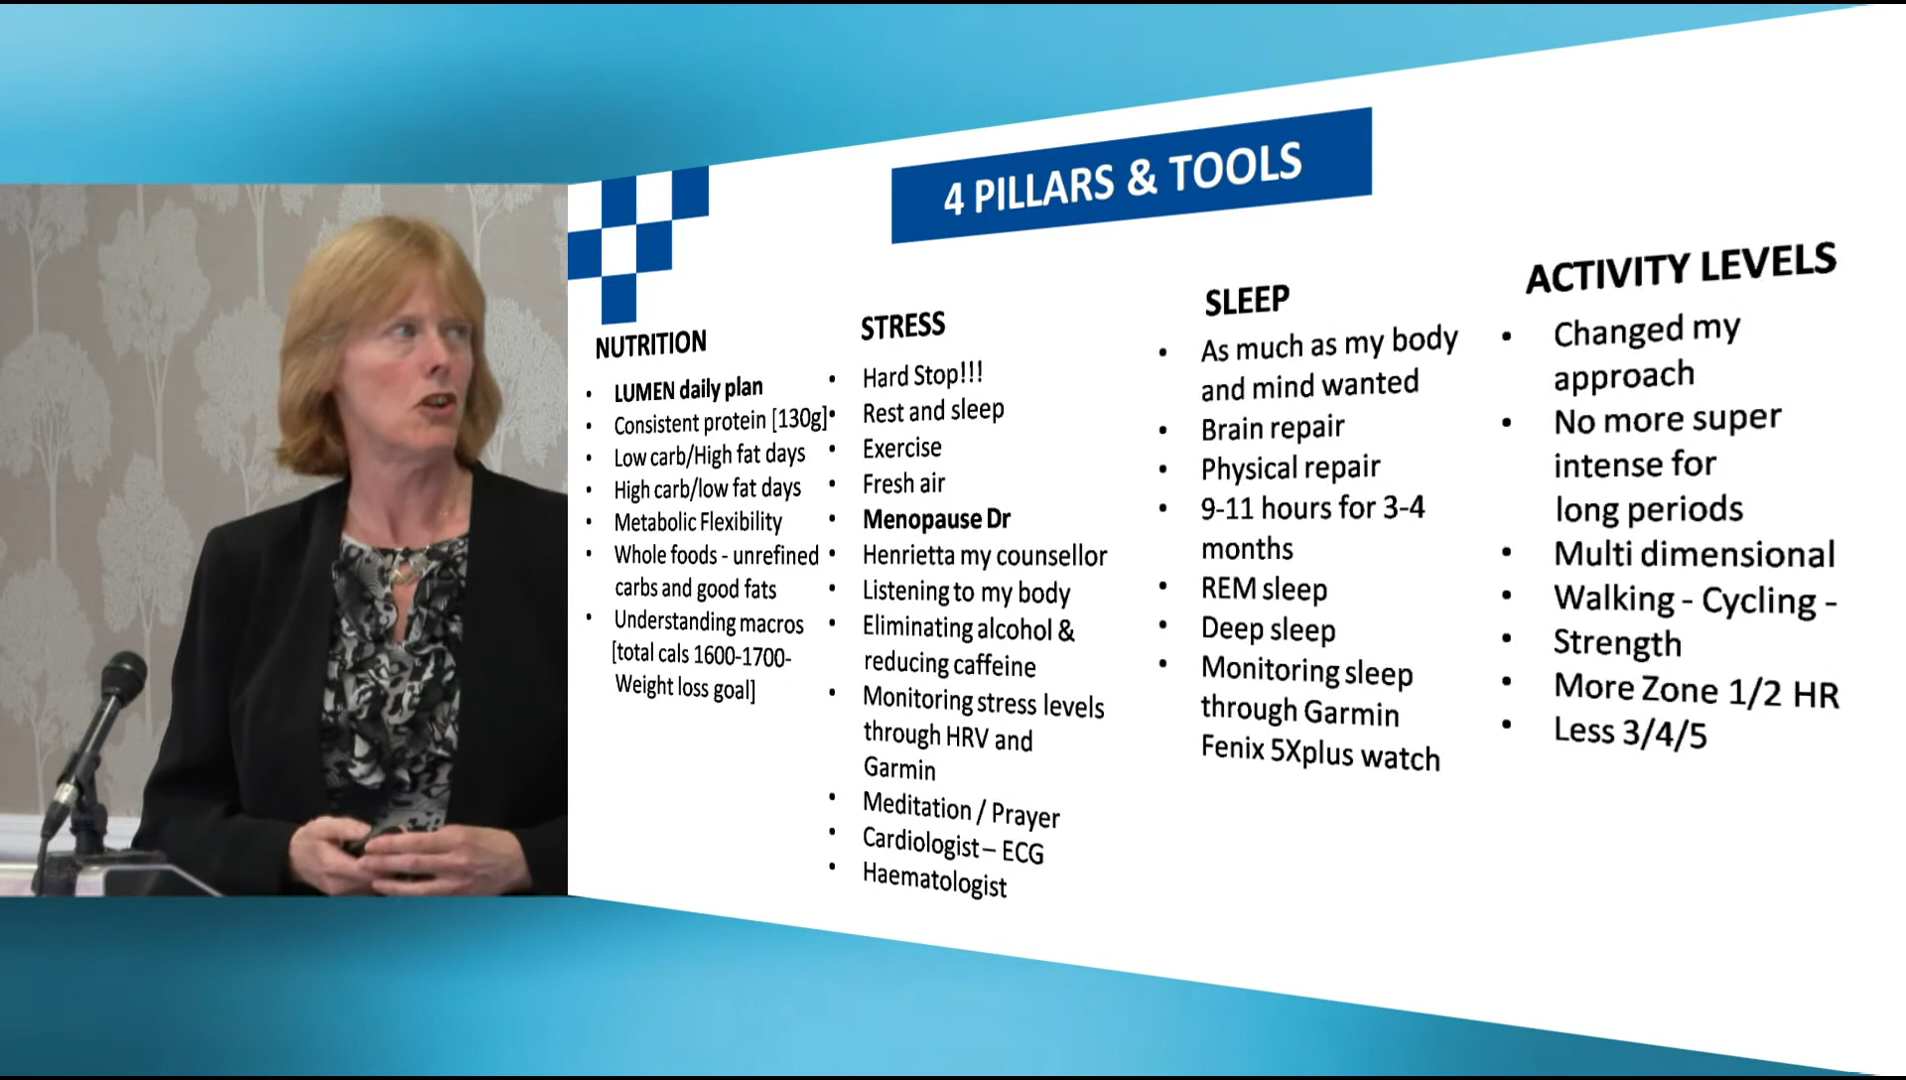 4 PILLARS & TOOLS
NUTRITION
• LUMEN daily plan
• Consistent protein [130g]
• Low carb/High fat days
• High carb/low fat days
• Metabolic Flexibility
• Whole foods - unrefined
carbs and good fats
• Understanding macros
[total cals 1600-1700-
Weight loss goal]
STRESS
• Hard Stop!!!
• Rest and sleep
• Exercise
• Fresh air
• Menopause Dr
• Henrietta my counsellor
• Listening to my body
• Eliminating alcohol &
reducing caffeine
• Monitoring stress levels
through HRV and
Garmin
• Meditation / Prayer
• Cardiologist – ECG
• Haematologist
SLEEP
• As much as my body
and mind wanted
• Brain repair
• Physical repair
• 9-11 hours for 3-4
months
• REM sleep
• Deep sleep
• Monitoring sleep
through Garmin
Fenix 5Xplus watch
ACTIVITY LEVELS
• Changed my
approach
• No more super
intense for
long periods
• Multi dimensional
• Walking - Cycling -
• Strength
• More Zone 1/2 HR
• Less 3/4/5